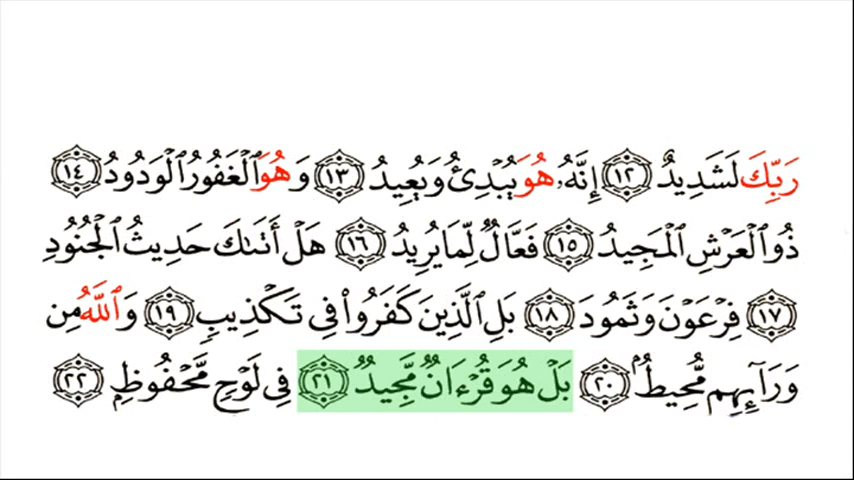 رَبِّكَ لَشَدِيدٌ ١٢ إِنَّهُۥ هُوَ يُبْدِئُ وَيُعِيدُ ١٣ وَهُوَ ٱلْغَفُورُ ٱلْوَدُودُ ١٤
ذُو ٱلْعَرْشِ ٱلْمَجِيدُ ١٥ فَعَّالٌ لِّمَا يُرِيدُ ١٦ هَلْ أَتَىٰكَ حَدِيثُ ٱلْجُنُودِ
١٧ فِرْعَوْنَ وَثَمُودَ ١٨ بَلِ ٱلَّذِينَ كَفَرُوا۟ فِى تَكْذِيبٍ ١٩ وَٱللَّهُ مِن
وَرَآئِهِم مُّحِيطٌۢ ٢٠ بَلْ هُوَ قُرْءَانٌ مَّجِيدٌ ٢١ فِى لَوْحٍ مَّحْفُوظٍۭ ٢٢